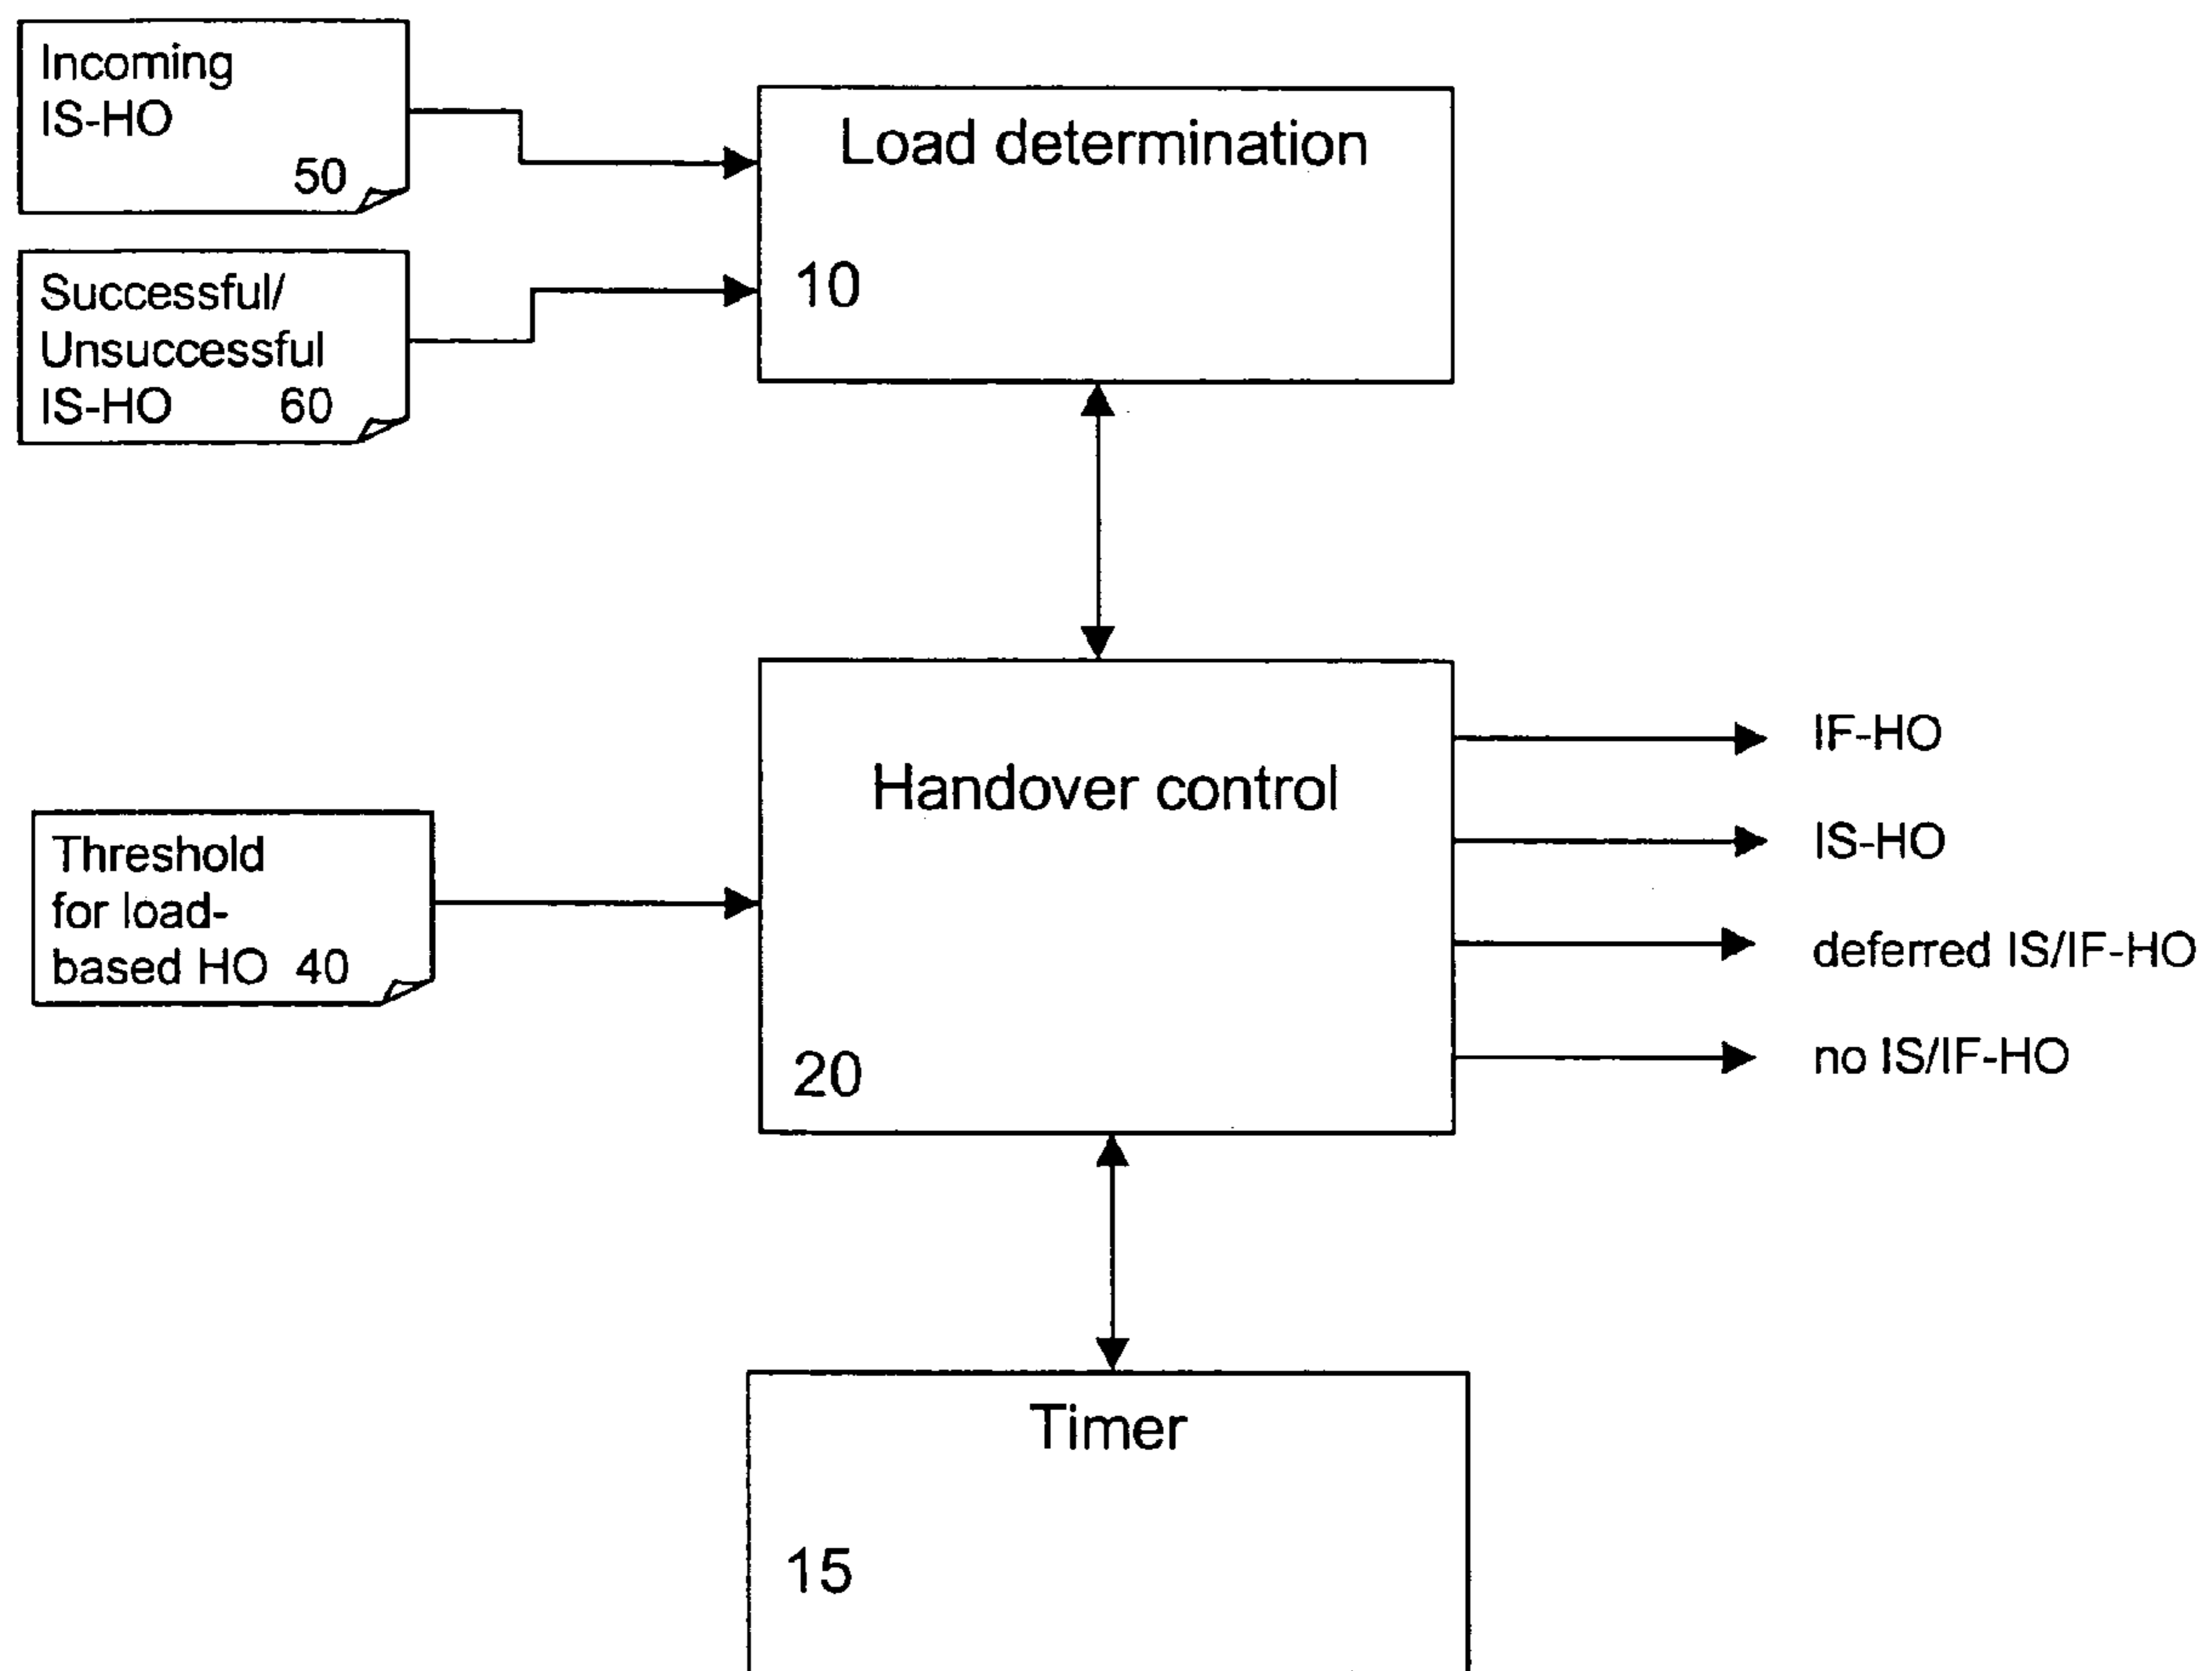 Incoming
IS-HO
50
Load determination
10
Successful/
Unsuccessful
IS-HO 60
Handover control
20
Threshold
for load-
based HO 40
IF-HO
IS-HO
deferred IS/IF-HO
no IS/IF-HO
Timer
15